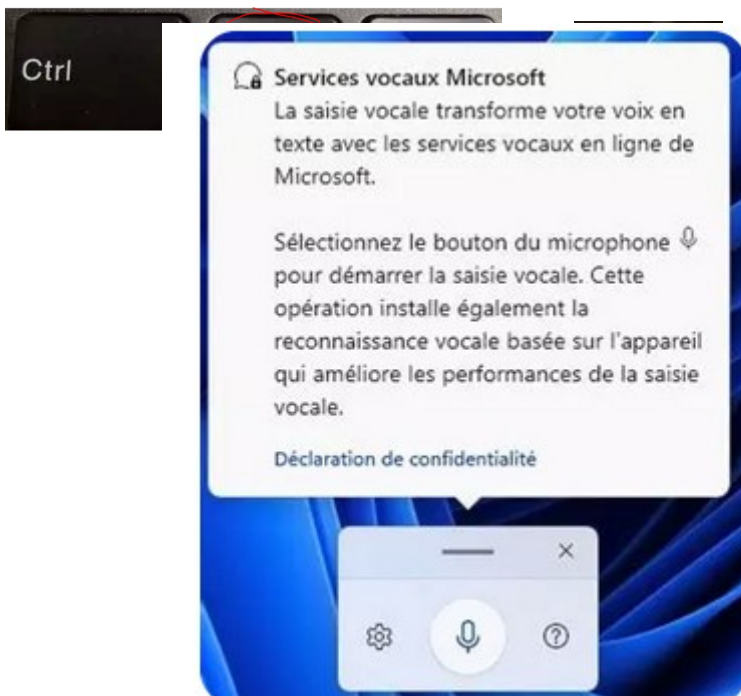 Ctrl
Services vocaux Microsoft
La saisie vocale transforme votre voix en
texte avec les services vocaux en ligne de
Microsoft.
Sélectionnez le bouton du microphone
pour démarrer la saisie vocale. Cette
opération installe également la
reconnaissance vocale basée sur l'appareil
qui améliore les performances de la saisie
vocale.
Déclaration de confidentialité